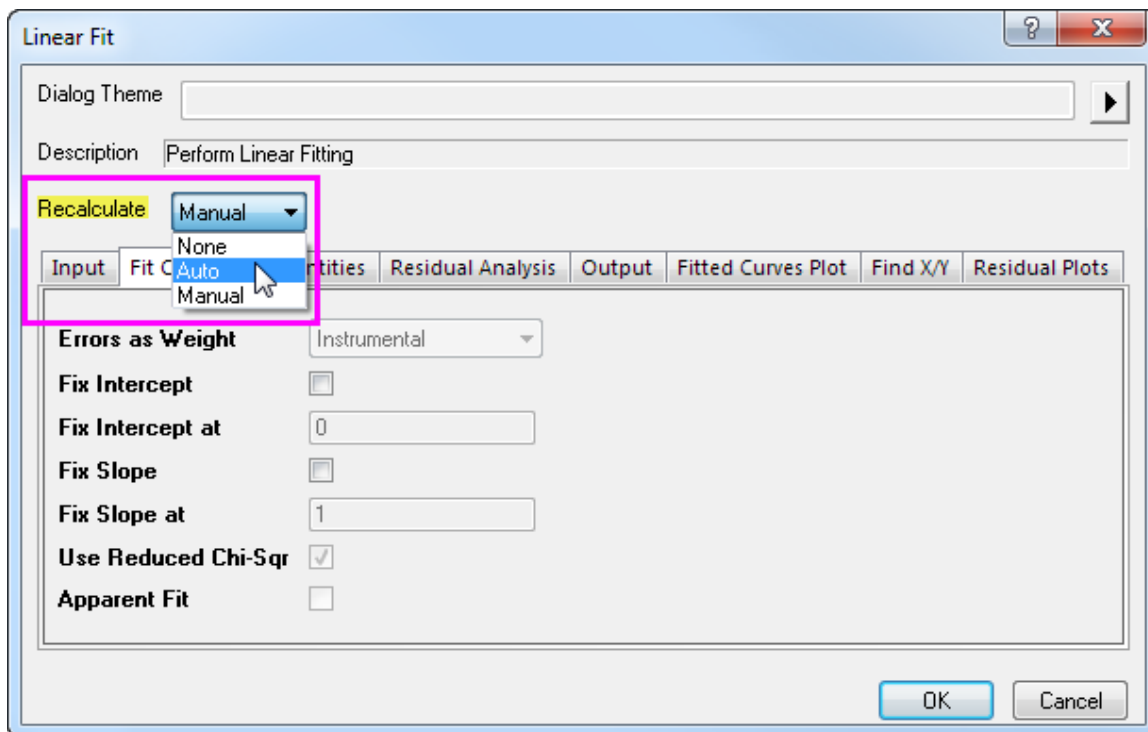 Linear Fit
Dialog Theme
Description Perform Linear Fitting
Recalculate Manual
None
Auto
Manual
Input Fit C ntities Residual Analysis Output Fitted Curves Plot Find X/Y Residual Plots
Errors as Weight Instrumental
Fix Intercept
Fix Intercept at 0
Fix Slope
Fix Slope at 1
Use Reduced Chi-Sqr
Apparent Fit
OK Cancel